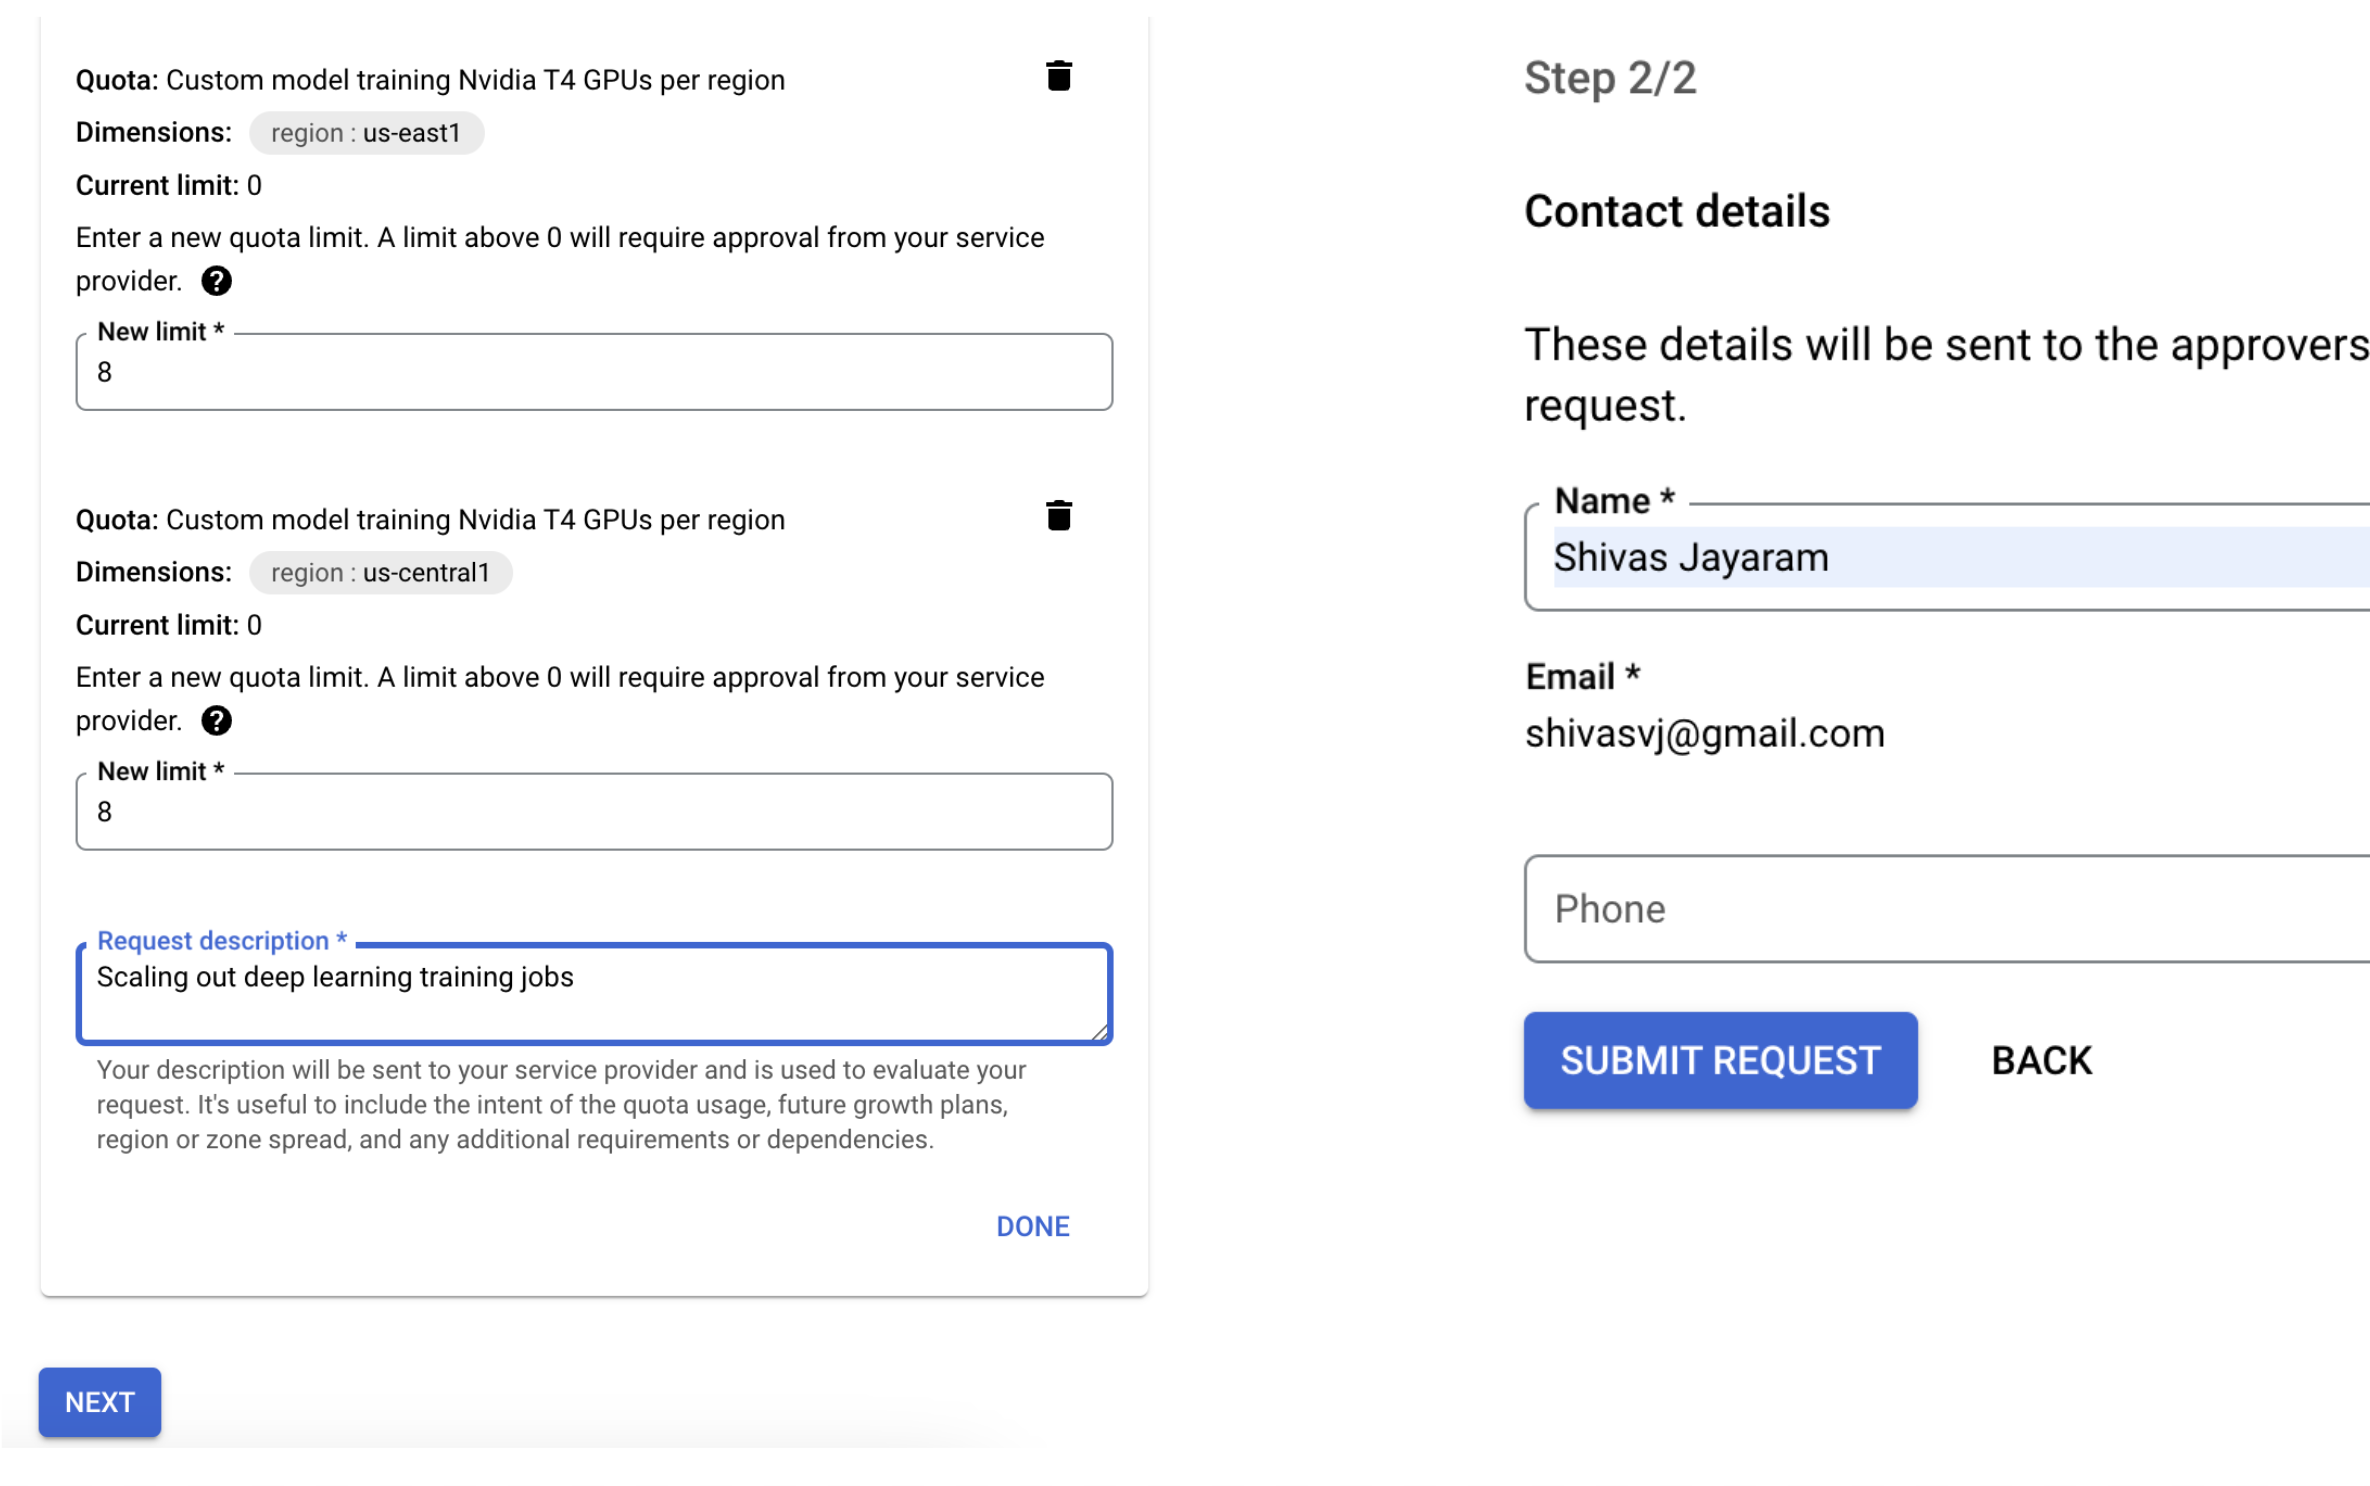 Quota: Custom model training Nvidia T4 GPUs per region
Dimensions: region : us-east1
Current limit: 0
Enter a new quota limit. A limit above 0 will require approval from your service
provider. ?
New limit *
8
Quota: Custom model training Nvidia T4 GPUs per region
Dimensions: region : us-central1
Current limit: 0
Enter a new quota limit. A limit above 0 will require approval from your service
provider. ?
New limit *
8
Request description *
Scaling out deep learning training jobs
Your description will be sent to your service provider and is used to evaluate your
request. It's useful to include the intent of the quota usage, future growth plans,
region or zone spread, and any additional requirements or dependencies.
DONE
NEXT
Step 2/2
Contact details
These details will be sent to the approvers
request.
Name *
Shivas Jayaram
Email *
shivasvj@gmail.com
Phone
SUBMIT REQUEST BACK